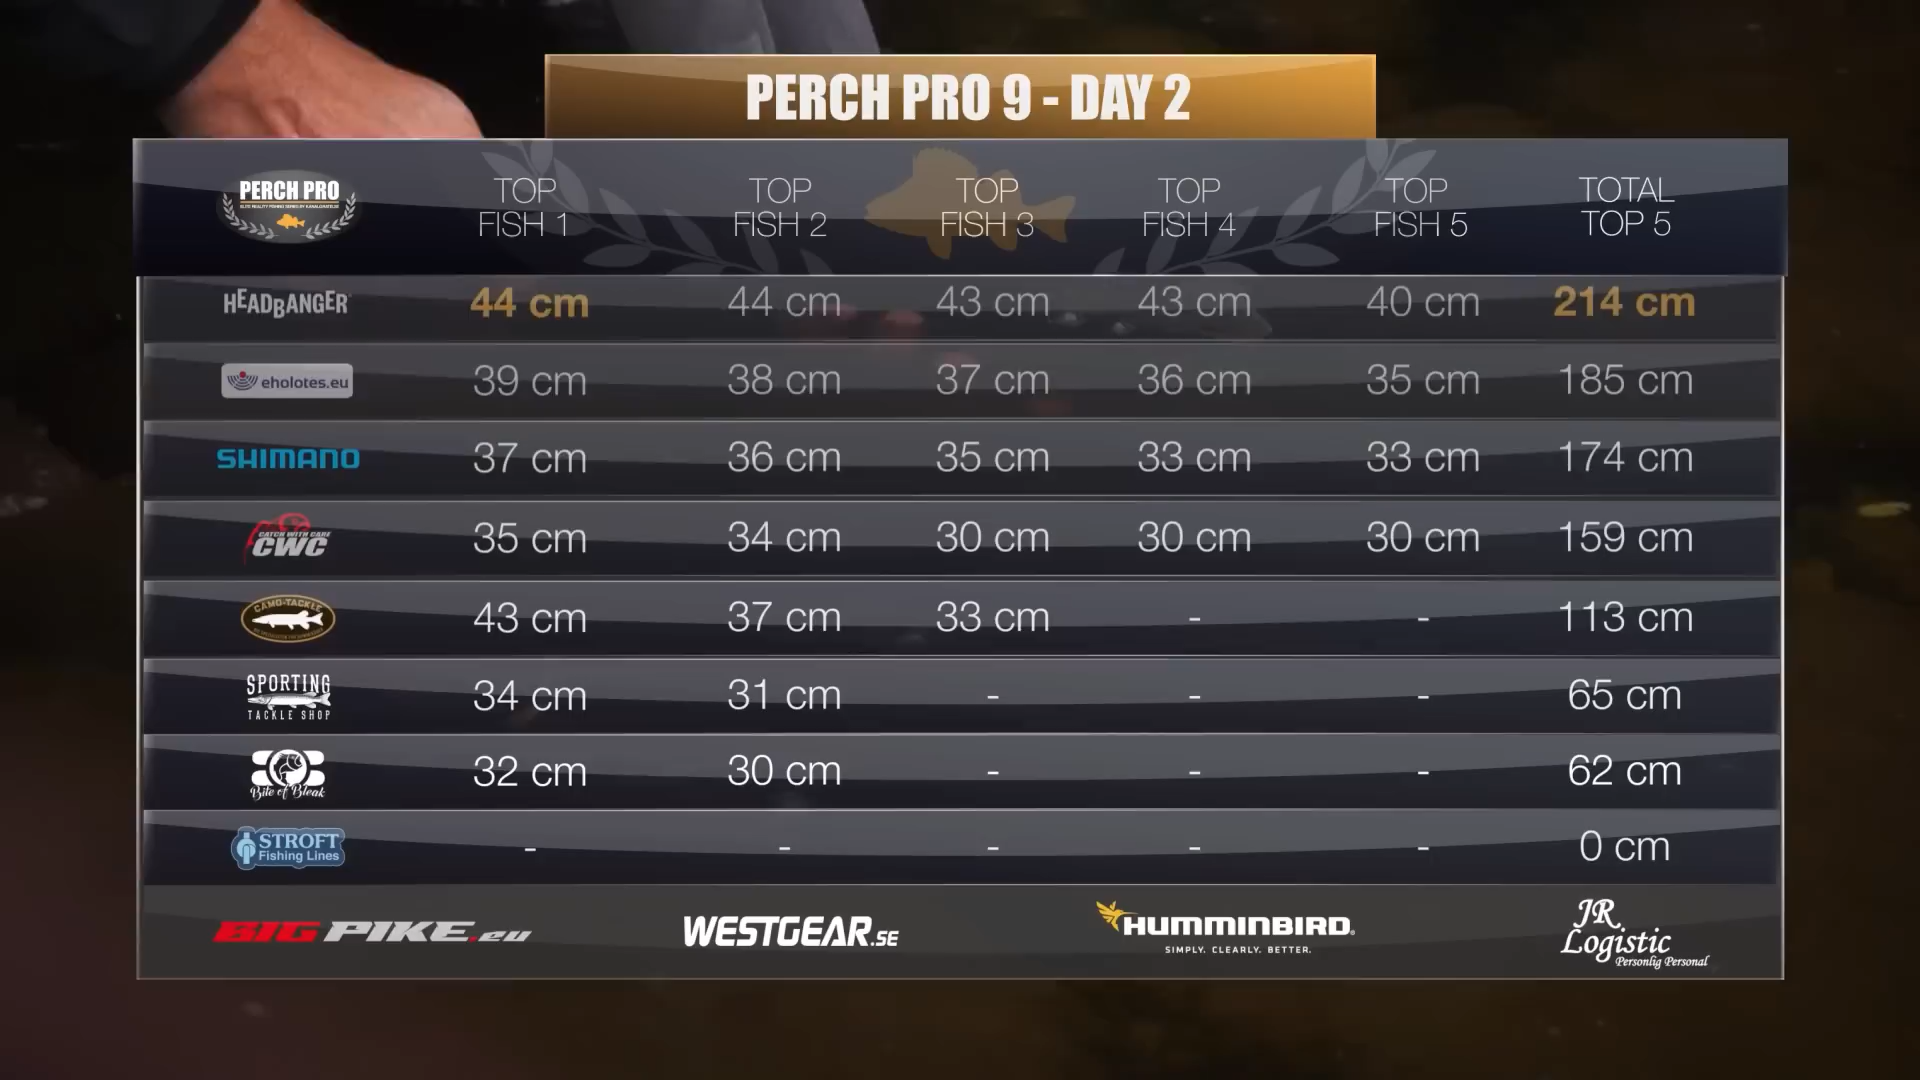 PERCH PRO 9 - DAY 2
PERCH PRO
TOP FISH 1
TOP FISH 2
TOP FISH 3
TOP FISH 4
TOP FISH 5
TOTAL TOP 5
HEADBANGER 44 cm 44 cm 43 cm 43 cm 40 cm 214 cm
eholotes.eu 39 cm 38 cm 37 cm 36 cm 35 cm 185 cm
SHIMANO 37 cm 36 cm 35 cm 33 cm 33 cm 174 cm
CATCH WITH CARE
CWC 35 cm 34 cm 30 cm 30 cm 30 cm 159 cm
CAMO-TACKLE 43 cm 37 cm 33 cm - - 113 cm
SPORTING
TACKLE SHOP 34 cm 31 cm - - - 65 cm
Bite of Bleak 32 cm 30 cm - - - 62 cm
STROFT
Fishing Lines - - - - - 0 cm
BIG PIKE.eu
WESTGEAR.SE
HUMMINBIRD
SIMPLY. CLEARLY. BETTER.
JR
Logistic
Personlig Personal